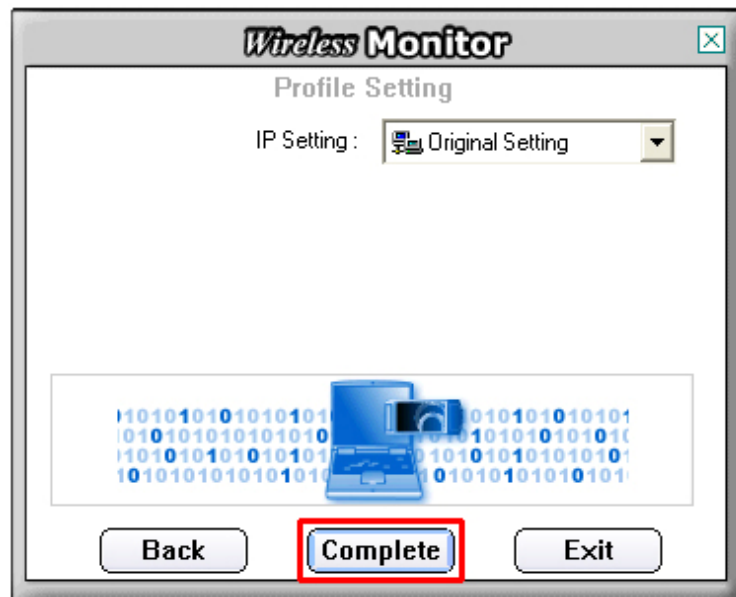 Wireless Monitor
Profile Setting
IP Setting : Original Setting
Back Complete Exit